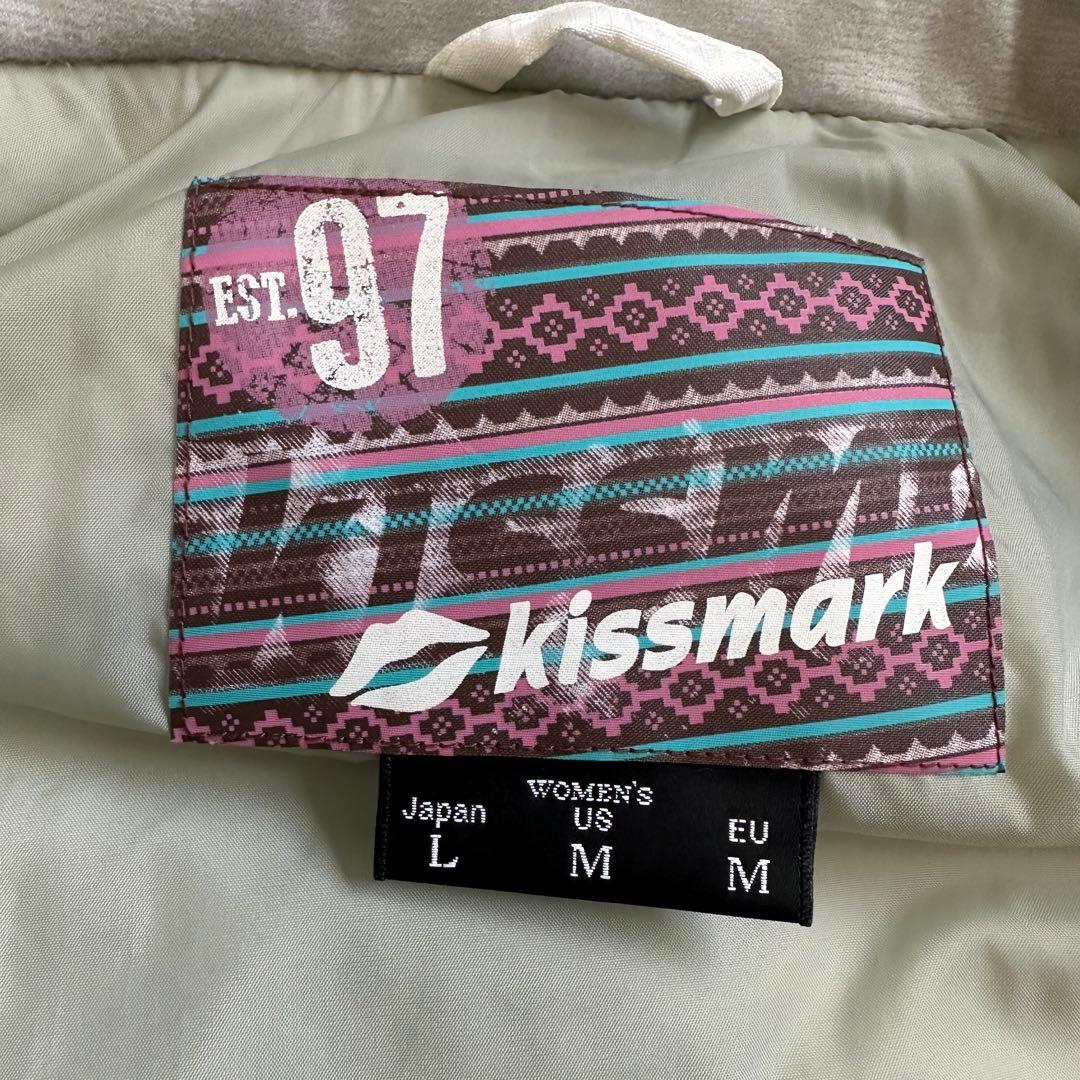 EST. 97
kissmark
WOMEN'S
Japan US EU
L M M